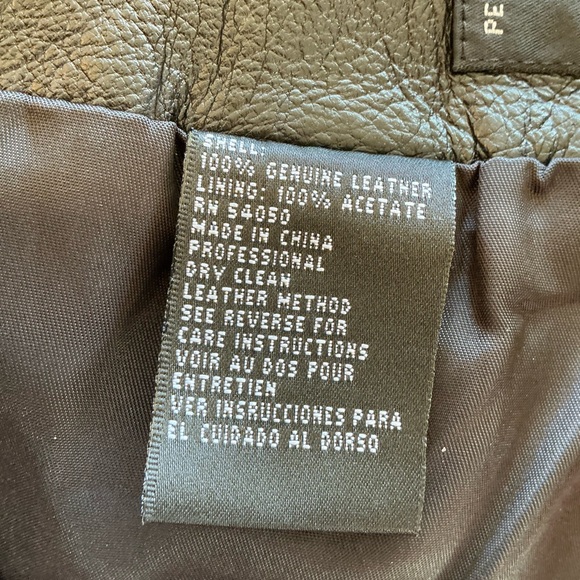 PE
SHELL:
100% GENUINE LEATHER
LINING: 100% ACETATE
RN 54050
MADE IN CHINA
PROFESSIONAL
DRY CLEAN
LEATHER METHOD
SEE REVERSE FOR
CARE INSTRUCTIONS
VOIR AU DOS POUR
ENTRETIEN
VER INSRUCCIONES PARA
EL CUIDADO AL DORSO